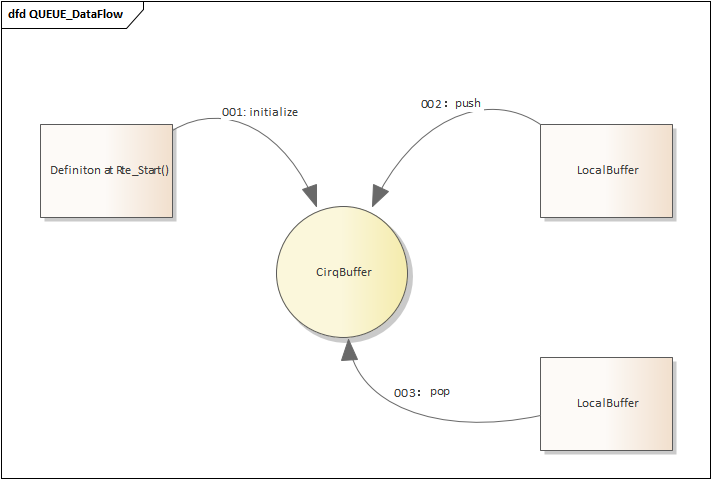 dfd QUEUE_DataFlow
001: initialize
002: push
Definiton at Rte_Start()
LocalBuffer
CirqBuffer
003: pop
LocalBuffer